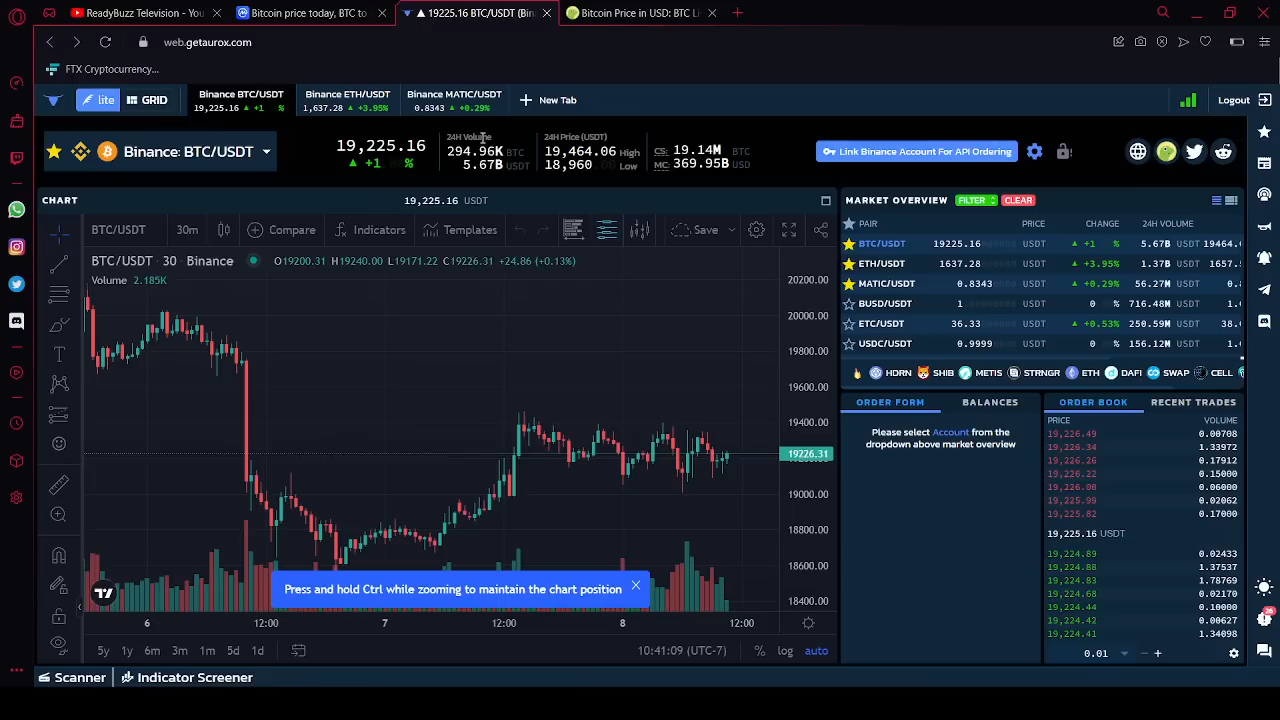 ReadyBuzz Television - You
Bitcoin price today, BTC to
▲ 19225.16 BTC/USDT (Bin
Bitcoin Price in USD: BTC Li
web.getaurox.com
FTX Cryptocurrency...
lite
GRID
Binance BTC/USDT
19,225.16 ▲ +1 %
Binance ETH/USDT
1,637.28 ▲ +3.95%
Binance MATIC/USDT
0.8343 ▲ +0.29%
New Tab
Logout
Binance: BTC/USDT
19,225.16
▲ +1 %
24H Volume
294.96K BTC
5.67B USDT
24H Price (USDT)
19,464.06 High
18,960 Low
CS: 19.14M BTC
MC: 369.95B USD
Link Binance Account For API Ordering
CHART
19,225.16 USDT
BTC/USDT
30m
Compare
Indicators
Templates
Save
BTC/USDT · 30 · Binance
O19200.31 H19240.00 L19171.22 C19226.31 +24.86 (+0.13%)
Volume 2.185K
20200.00
20000.00
19800.00
19600.00
19400.00
19226.31
19000.00
18800.00
18600.00
18400.00
Press and hold Ctrl while zooming to maintain the chart position
6 12:00 7 12:00 8 12:00
5y 1y 6m 3m 1m 5d 1d
10:41:09 (UTC-7)
% log auto
MARKET OVERVIEW
FILTER
CLEAR
PAIR PRICE CHANGE 24H VOLUME
BTC/USDT 19225.16 USDT ▲ +1 % 5.67B USDT 19464.
ETH/USDT 1637.28 USDT ▲ +3.95% 1.37B USDT 1657.
MATIC/USDT 0.8343 USDT ▲ +0.29% 56.27M USDT 0.
BUSD/USDT 1 USDT 0 % 716.48M USDT 1.
ETC/USDT 36.33 USDT ▲ +0.53% 250.59M USDT 38.
USDC/USDT 0.9999 USDT 0 % 156.12M USDT 1.
HDRN SHIB METIS STRNGR ETH DAFI SWAP CELL
ORDER FORM
BALANCES
Please select Account from the
dropdown above market overview
ORDER BOOK
RECENT TRADES
PRICE VOLUME
19,226.49 0.00708
19,226.34 1.33972
19,226.26 0.17912
19,226.22 0.15000
19,226.00 0.06000
19,225.99 0.02062
19,225.82 0.17000
19,225.16 USDT
19,224.89 0.02433
19,224.88 1.37537
19,224.83 1.78769
19,224.68 0.02170
19,224.44 0.10000
19,224.42 0.00627
19,224.41 1.34098
0.01 − +
26
Scanner
Indicator Screener